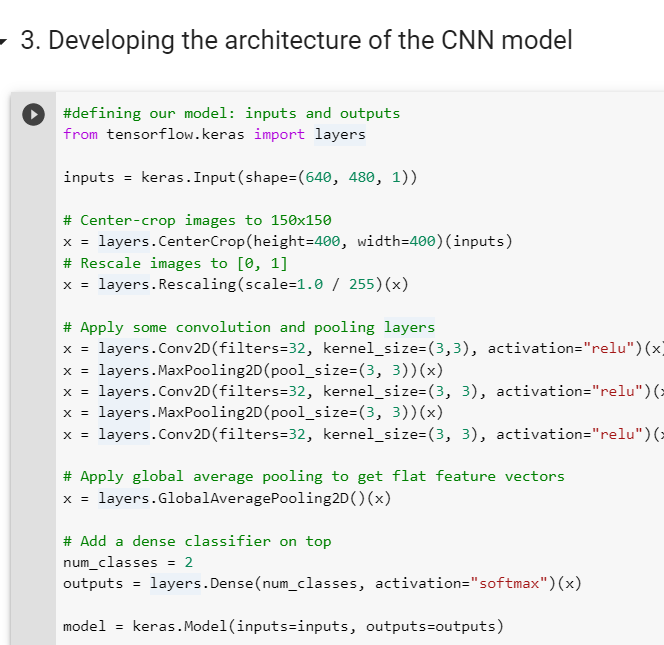 3. Developing the architecture of the CNN model
#defining our model: inputs and outputs
from tensorflow.keras import layers
inputs = keras.Input(shape=(640, 480, 1))
# Center-crop images to 150x150
x = layers.CenterCrop(height=400, width=400)(inputs)
# Rescale images to [0, 1]
x = layers.Rescaling(scale=1.0 / 255)(x)
# Apply some convolution and pooling layers
x = layers.Conv2D(filters=32, kernel_size=(3,3), activation="relu")(x)
x = layers.MaxPooling2D(pool_size=(3, 3))(x)
x = layers.Conv2D(filters=32, kernel_size=(3, 3), activation="relu")(
x = layers.MaxPooling2D(pool_size=(3, 3))(x)
x = layers.Conv2D(filters=32, kernel_size=(3, 3), activation="relu")(
# Apply global average pooling to get flat feature vectors
x = layers.GlobalAveragePooling2D()(x)
# Add a dense classifier on top
num_classes = 2
outputs = layers.Dense(num_classes, activation="softmax")(x)
model = keras.Model(inputs=inputs, outputs=outputs)